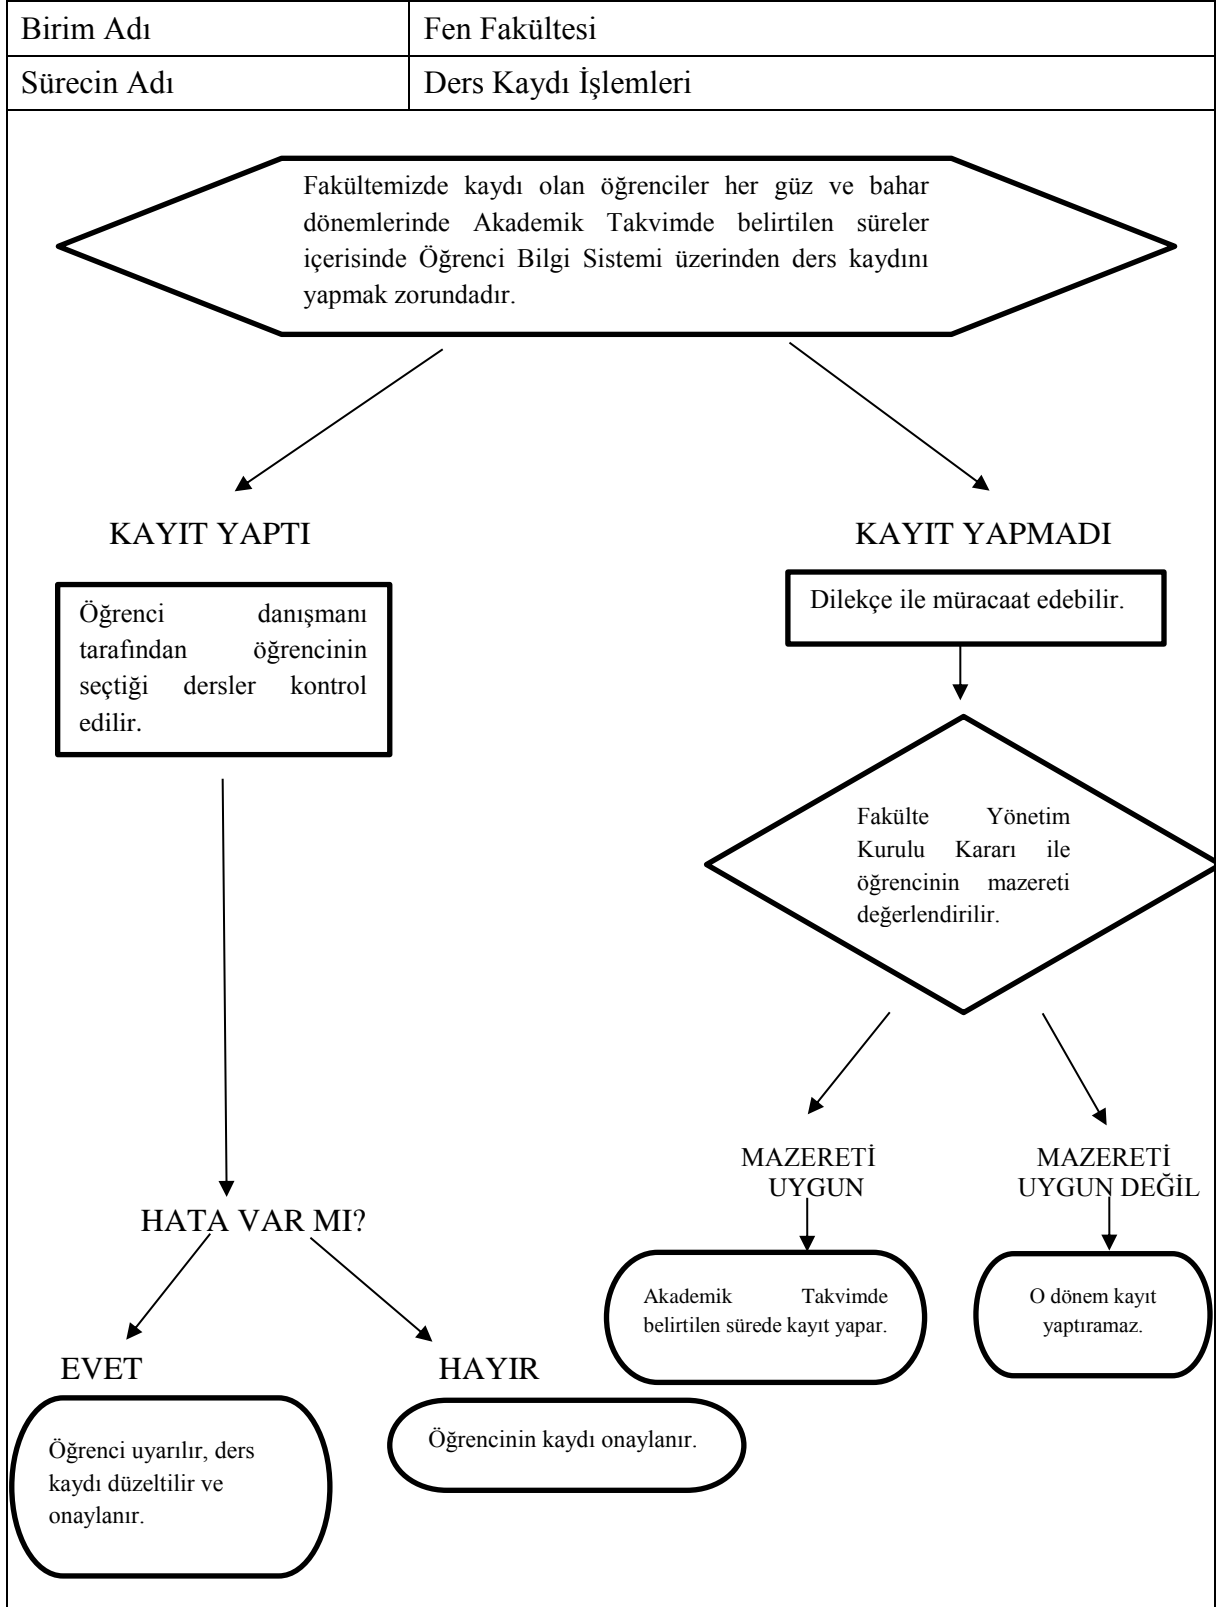 Birim Adı
Fen Fakültesi
Sürecin Adı
Ders Kaydı İşlemleri
Fakültemizde kaydı olan öğrenciler her güz ve bahar
dönemlerinde Akademik Takvimde belirtilen süreler
içerisinde Öğrenci Bilgi Sistemi üzerinden ders kaydını
yapmak zorundadır.
KAYIT YAPTI
Öğrenci danışmanı
tarafından öğrencinin
seçtiği dersler kontrol
edilir.
KAYIT YAPMADI
Dilekçe ile müracaat edebilir.
Fakülte Yönetim
Kurulu Kararı ile
öğrencinin mazereti
değerlendirilir.
MAZERETİ
UYGUN
MAZERETİ
UYGUN DEĞİL
HATA VAR MI?
Akademik Takvimde
belirtilen sürede kayıt yapar.
O dönem kayıt
yaptıramaz.
EVET
HAYIR
Öğrenci uyarılır, ders
kaydı düzeltilir ve
onaylanır.
Öğrencinin kaydı onaylanır.